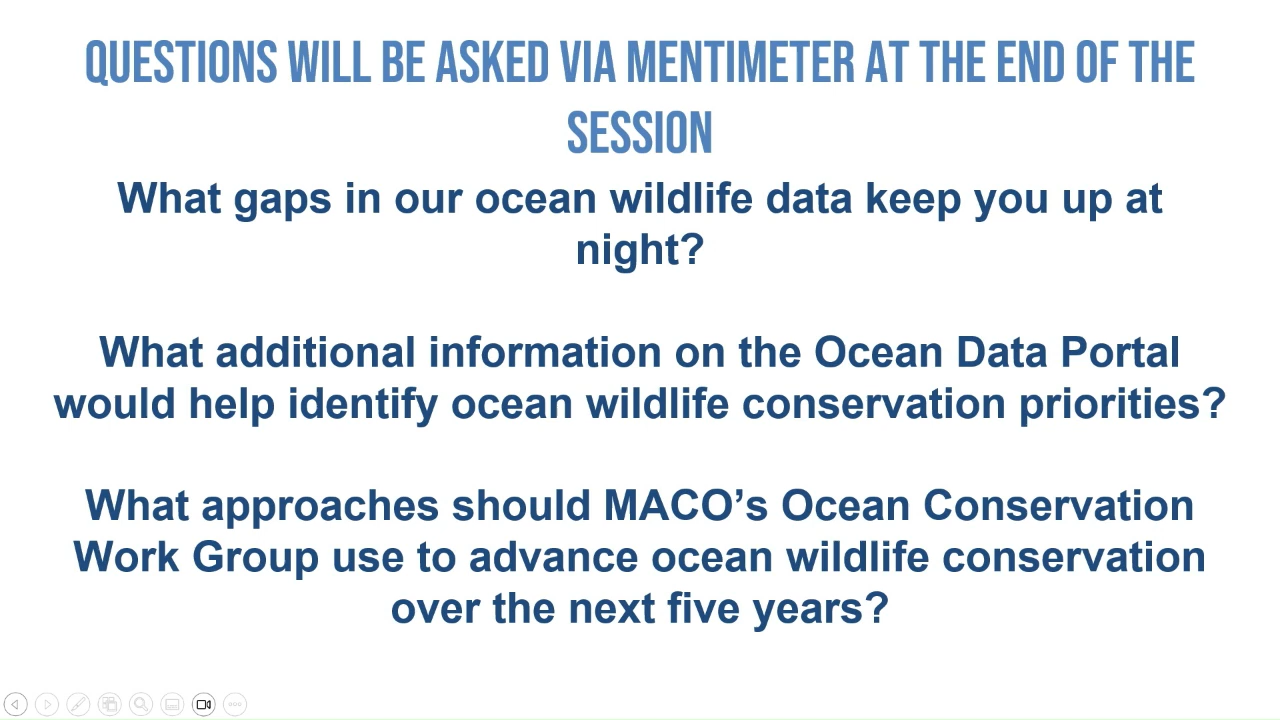 QUESTIONS WILL BE ASKED VIA MENTIMETER AT THE END OF THE
SESSION
What gaps in our ocean wildlife data keep you up at
night?
What additional information on the Ocean Data Portal
would help identify ocean wildlife conservation priorities?
What approaches should MACO’s Ocean Conservation
Work Group use to advance ocean wildlife conservation
over the next five years?